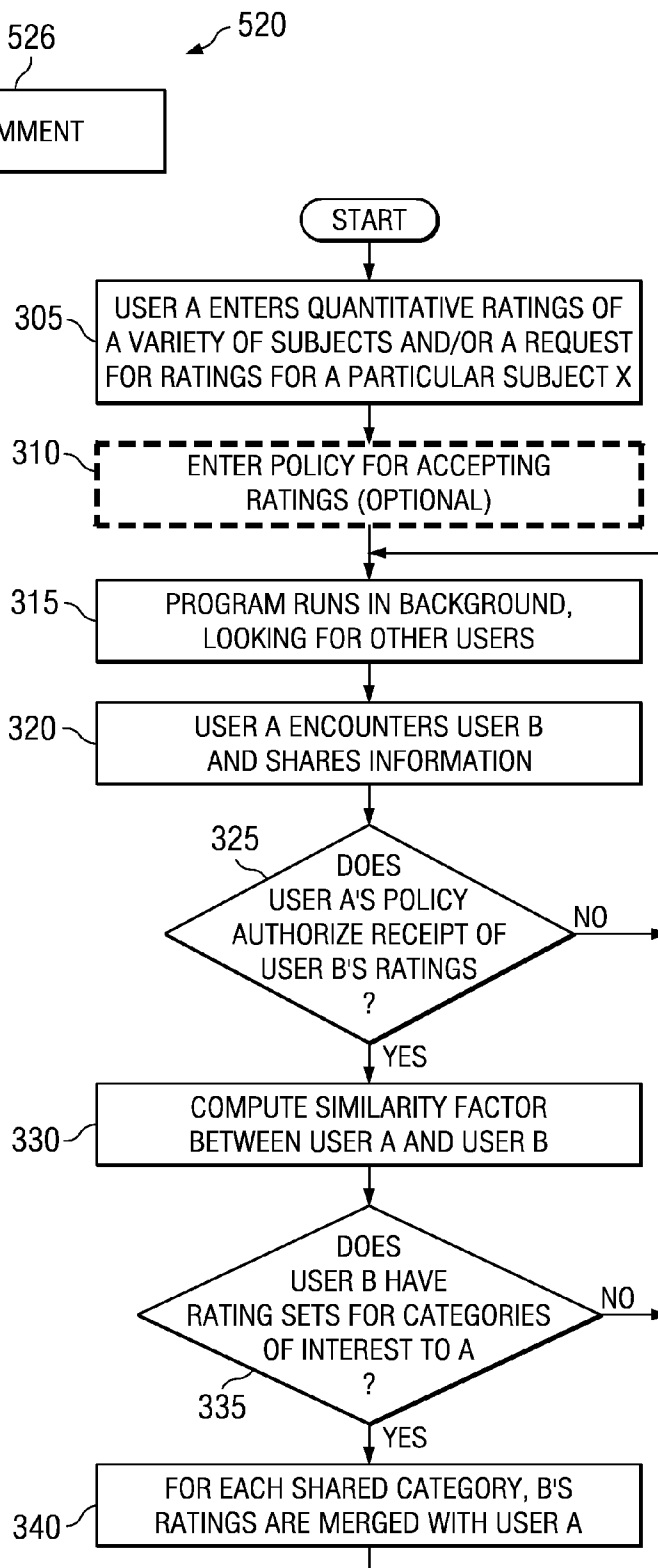 526
520
START
305
USER A ENTERS QUANTITATIVE RATINGS OF
A VARIETY OF SUBJECTS AND/OR A REQUEST
FOR RATINGS FOR A PARTICULAR SUBJECT X
310
ENTER POLICY FOR ACCEPTING
RATINGS (OPTIONAL)
315
PROGRAM RUNS IN BACKGROUND,
LOOKING FOR OTHER USERS
320
USER A ENCOUNTERS USER B
AND SHARES INFORMATION
325
DOES
USER A'S POLICY
AUTHORIZE RECEIPT OF
USER B'S RATINGS
?
NO
YES
330
COMPUTE SIMILARITY FACTOR
BETWEEN USER A AND USER B
DOES
USER B HAVE
RATING SETS FOR CATEGORIES
OF INTEREST TO A
?
NO
335
YES
340
FOR EACH SHARED CATEGORY, B'S
RATINGS ARE MERGED WITH USER A